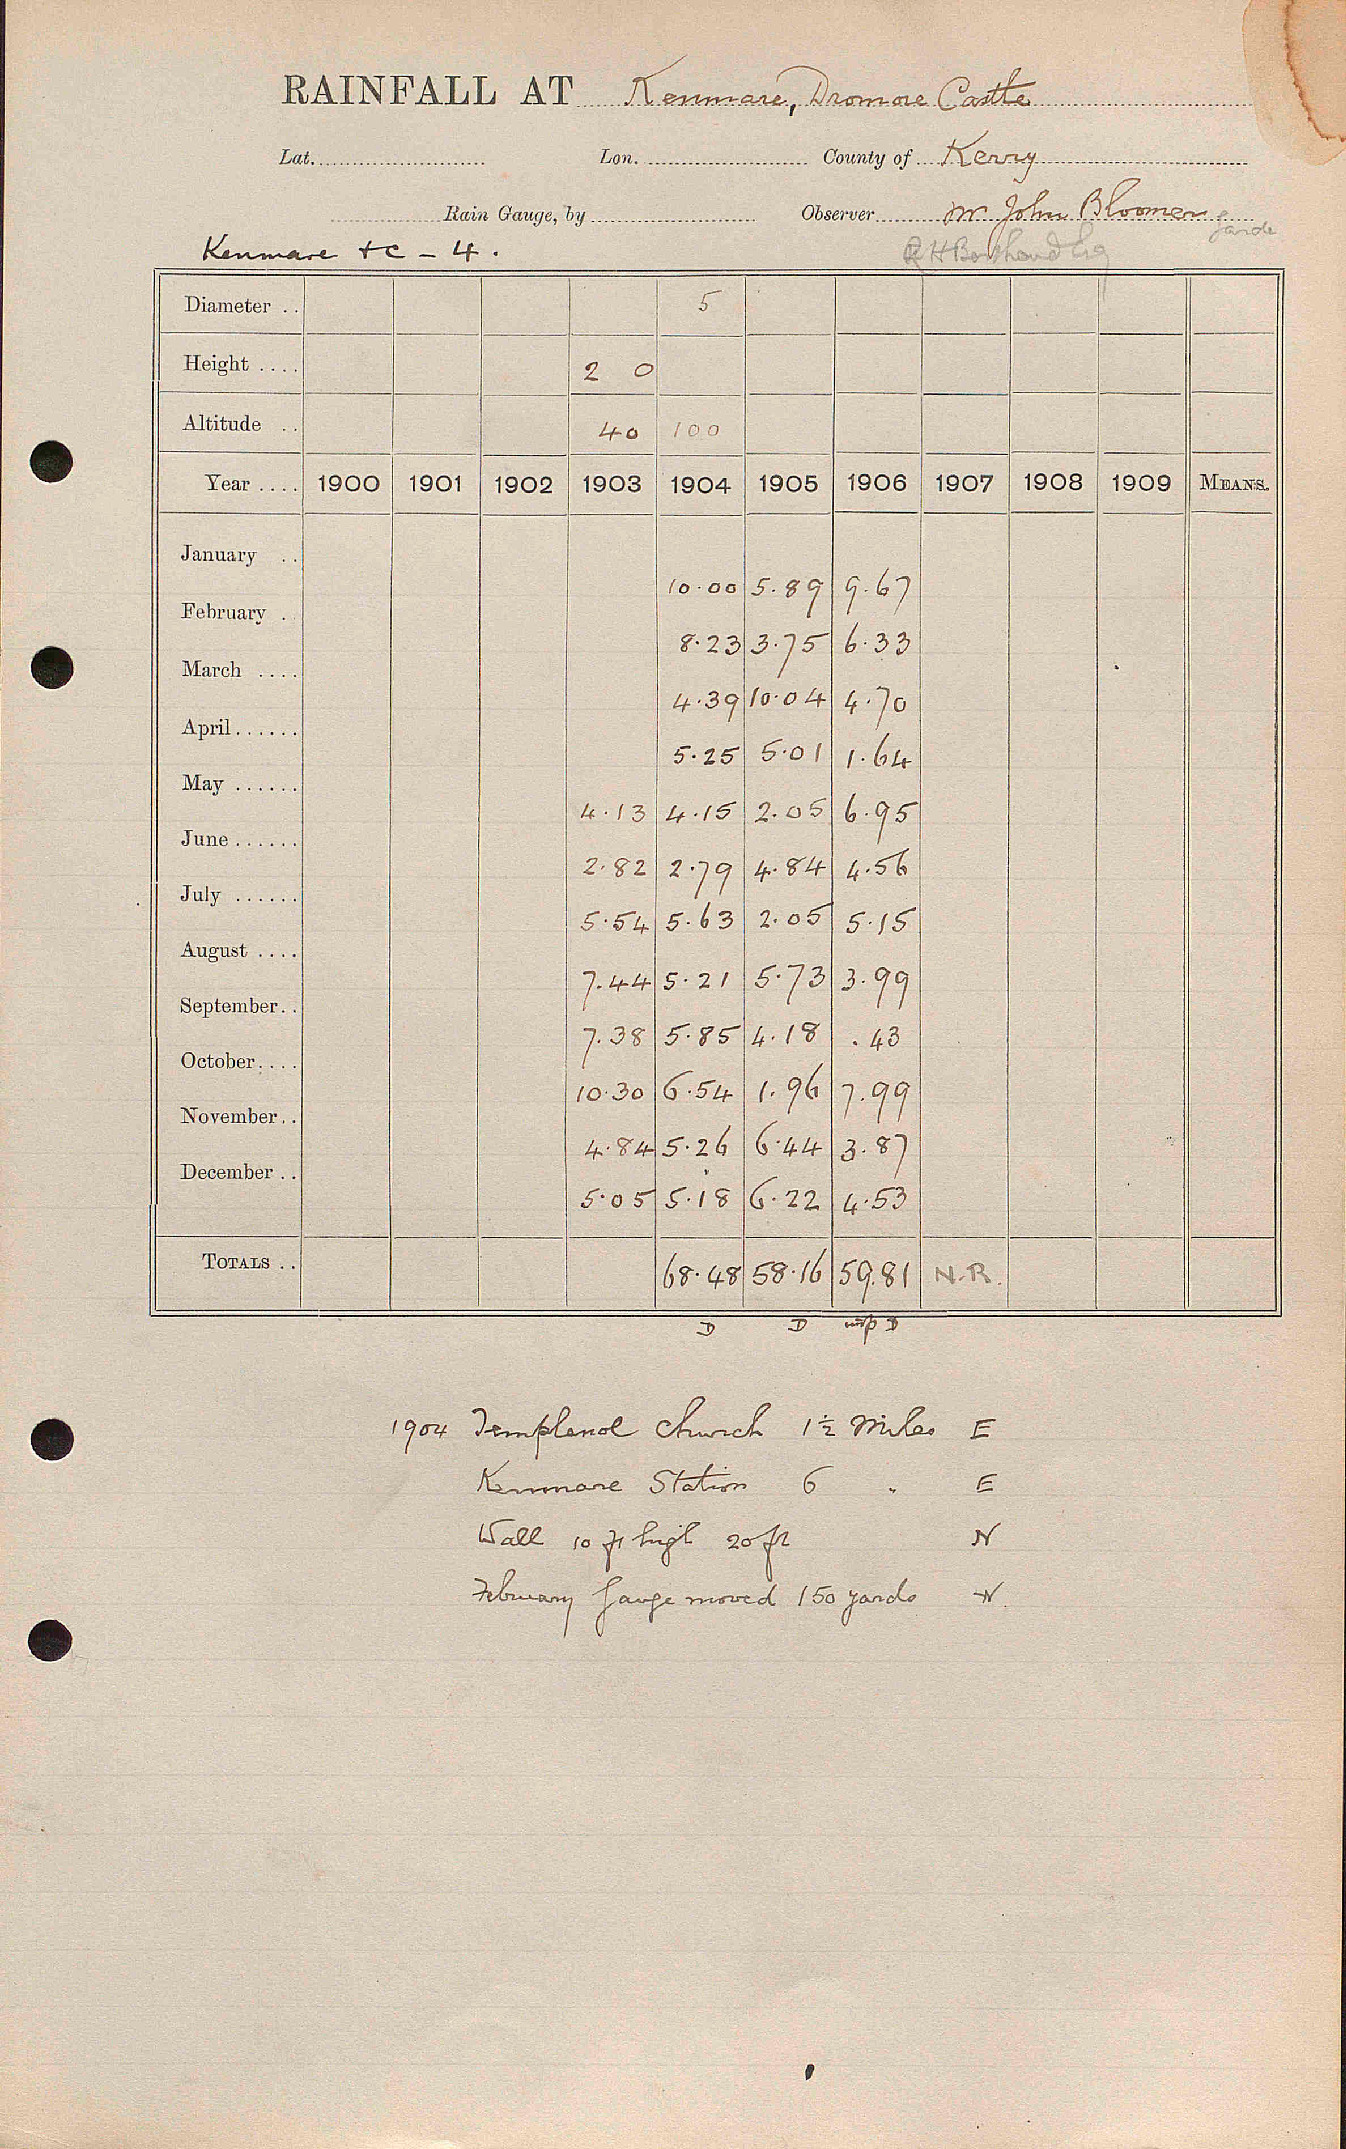 RAINFALL AT Kenmare, Dromore Castle
Lat. Lon. County of Kerry
Rain Gauge, by Observer Mr John Bloomer
Kenmare &c - 4.
Diameter .. 5
Height .... 2 0
Altitude .. 40 100
Year .... 1900 1901 1902 1903 1904 1905 1906 1907 1908 1909 MEANS.
January ..
10.00 5.89 9.67
February ..
8.23 3.75 6.33
March ....
4.39 10.04 4.70
April......
5.25 5.01 1.64
May ......
4.13 4.15 2.05 6.95
June ......
2.82 2.79 4.84 4.56
July ......
5.54 5.63 2.05 5.15
August ....
7.44 5.21 5.73 3.99
September..
7.38 5.85 4.18 .43
October....
10.30 6.54 1.96 7.99
November..
4.84 5.26 6.44 3.87
December ..
5.05 5.18 6.22 4.53
TOTALS .. 68.48 58.16 59.81 N.R.
D D D
1904 Templenoe Church 1½ Miles E
Kenmare Station 6 " E
Wall 10 ft high 20 ft N
February Gauge moved 150 yards W.